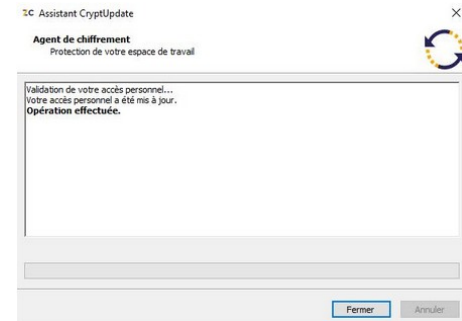 ZC Assistant CryptUpdate
Agent de chiffrement
Protection de votre espace de travail
Validation de votre accès personnel...
Votre accès personnel a été mis à jour.
Opération effectuée.
Fermer
Annuler